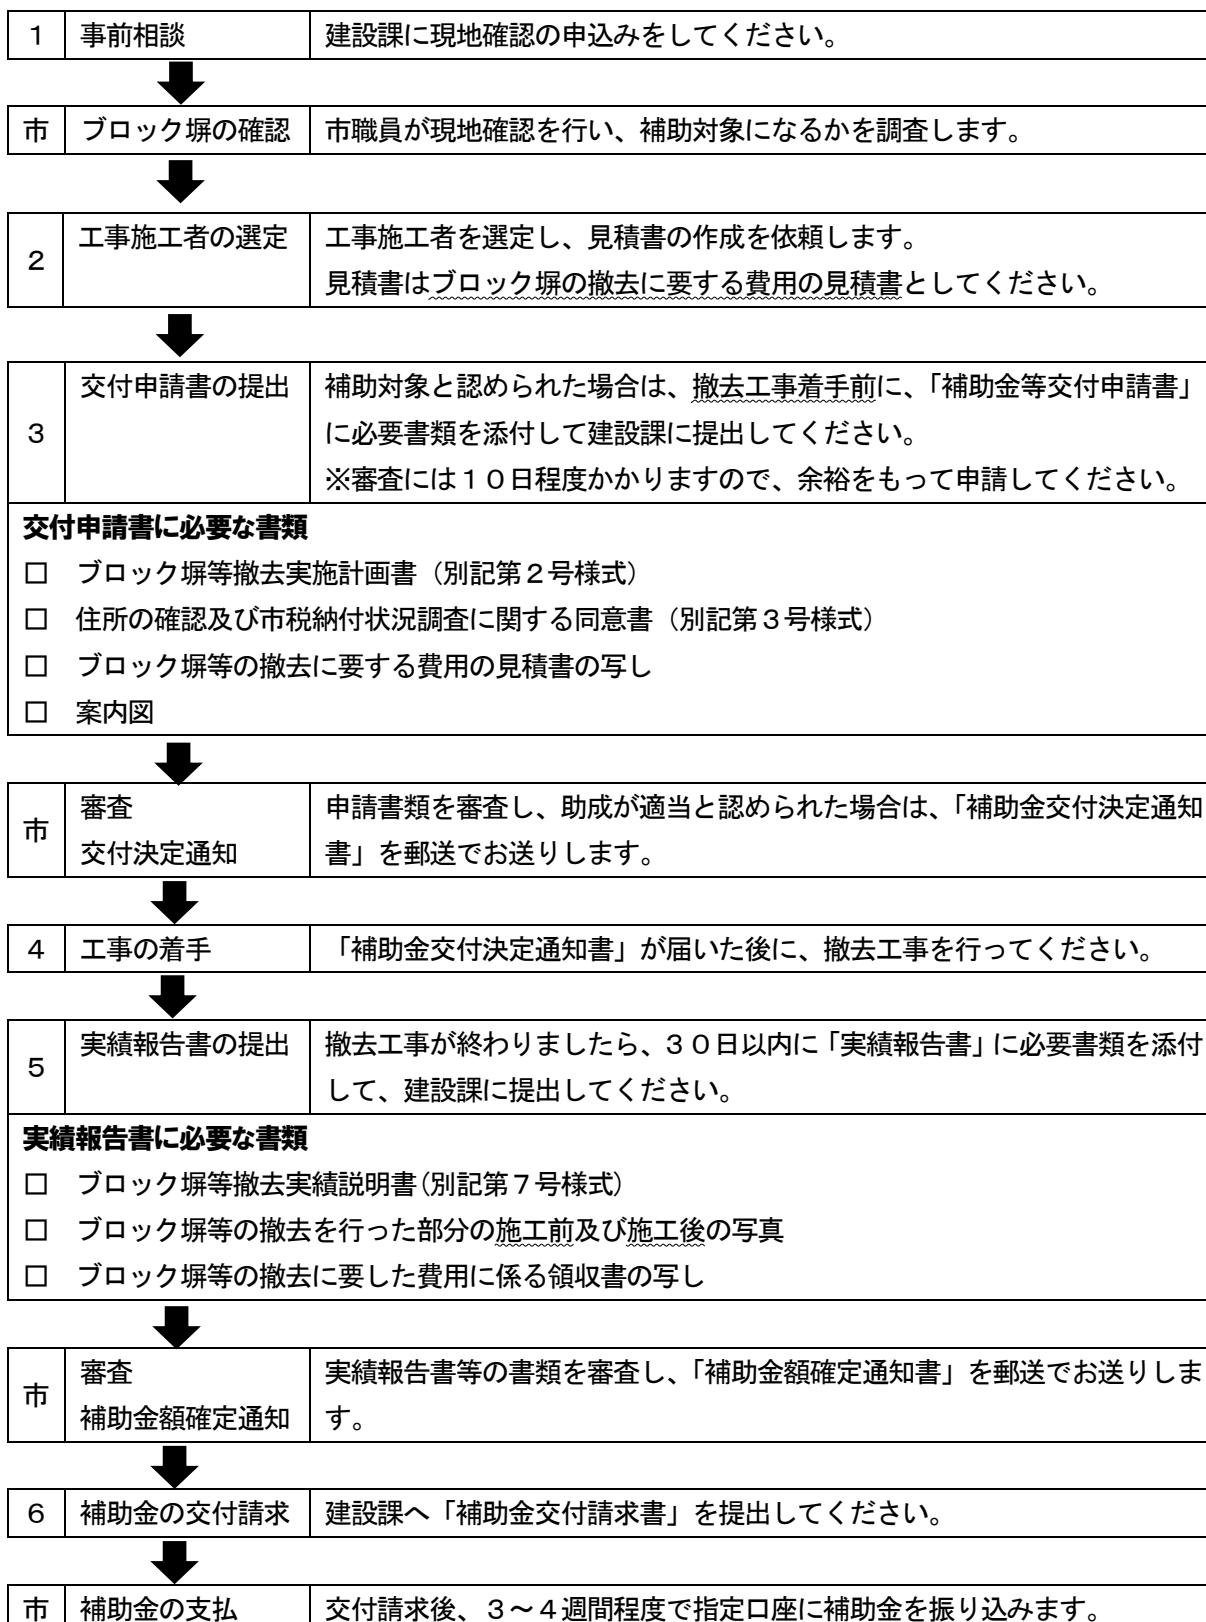 １ 事前相談 建設課に現地確認の申込みをしてください。
市 ブロック塀の確認 市職員が現地確認を行い、補助対象になるかを調査します。
２ 工事施工者の選定 工事施工者を選定し、見積書の作成を依頼します。
見積書はブロック塀の撤去に要する費用の見積書としてください。
３ 交付申請書の提出 補助対象と認められた場合は、撤去工事着手前に、「補助金等交付申請書」
に必要書類を添付して建設課に提出してください。
※審査には１０日程度かかりますので、余裕をもって申請してください。
交付申請書に必要な書類
□ ブロック塀等撤去実施計画書（別記第２号様式）
□ 住所の確認及び市税納付状況調査に関する同意書（別記第３号様式）
□ ブロック塀等の撤去に要する費用の見積書の写し
□ 案内図
市 審査 申請書類を審査し、助成が適当と認められた場合は、「補助金交付決定通知
交付決定通知 書」を郵送でお送りします。
４ 工事の着手 「補助金交付決定通知書」が届いた後に、撤去工事を行ってください。
５ 実績報告書の提出 撤去工事が終わりましたら、３０日以内に「実績報告書」に必要書類を添付
して、建設課に提出してください。
実績報告書に必要な書類
□ ブロック塀等撤去実績説明書（別記第７号様式）
□ ブロック塀等の撤去を行った部分の施工前及び施工後の写真
□ ブロック塀等の撤去に要した費用に係る領収書の写し
市 審査 実績報告書等の書類を審査し、「補助金額確定通知書」を郵送でお送りしま
補助金額確定通知 す。
６ 補助金の交付請求 建設課へ「補助金交付請求書」を提出してください。
市 補助金の支払 交付請求後、３～４週間程度で指定口座に補助金を振り込みます。